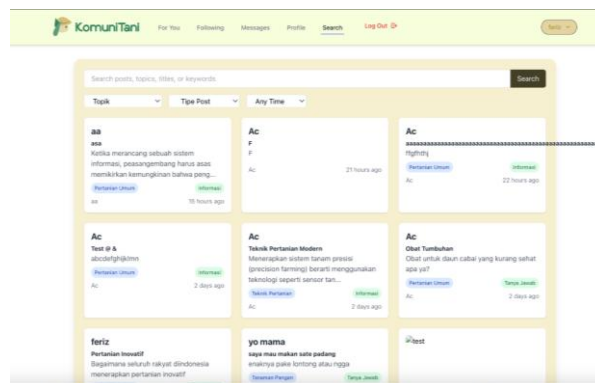 KomuniTani For You Following Messages Profile Search Log Out feriz
Search posts, topics, titles, or keywords. Search
Topik Tipe Post Any Time
aa
asa
Ketika merancang sebuah sistem
informasi, peasangembang harus asas
memikirkan kemungkinan bahwa peng...
Pertanian Umum Informasi
aa 15 hours ago
Ac
F
F
Ac 21 hours ago
Ac
ffgfhthj
Pertanian Umum Informasi
Ac 22 hours ago
Ac
Test @ &
abcdefghijklmn
Pertanian Umum Informasi
Ac 2 days ago
Ac
Teknik Pertanian Modern
Menerapkan sistem tanam presisi
(precision farming) berarti menggunakan
teknologi seperti sensor tan...
Teknik Pertanian Informasi
Ac 2 days ago
Ac
Obat Tumbuhan
Obat untuk daun cabai yang kurang sehat
apa ya?
Pertanian Umum Tanya Jawab
Ac 2 days ago
feriz
Pertanian Inovatif
Bagaimana seluruh rakyat diindonesia
menerapkan pertanian inovatif
yo mama
saya mau makan sate padang
enaknya pake lontong atau ngga
Tanaman Pangan Tanya Jawab
test